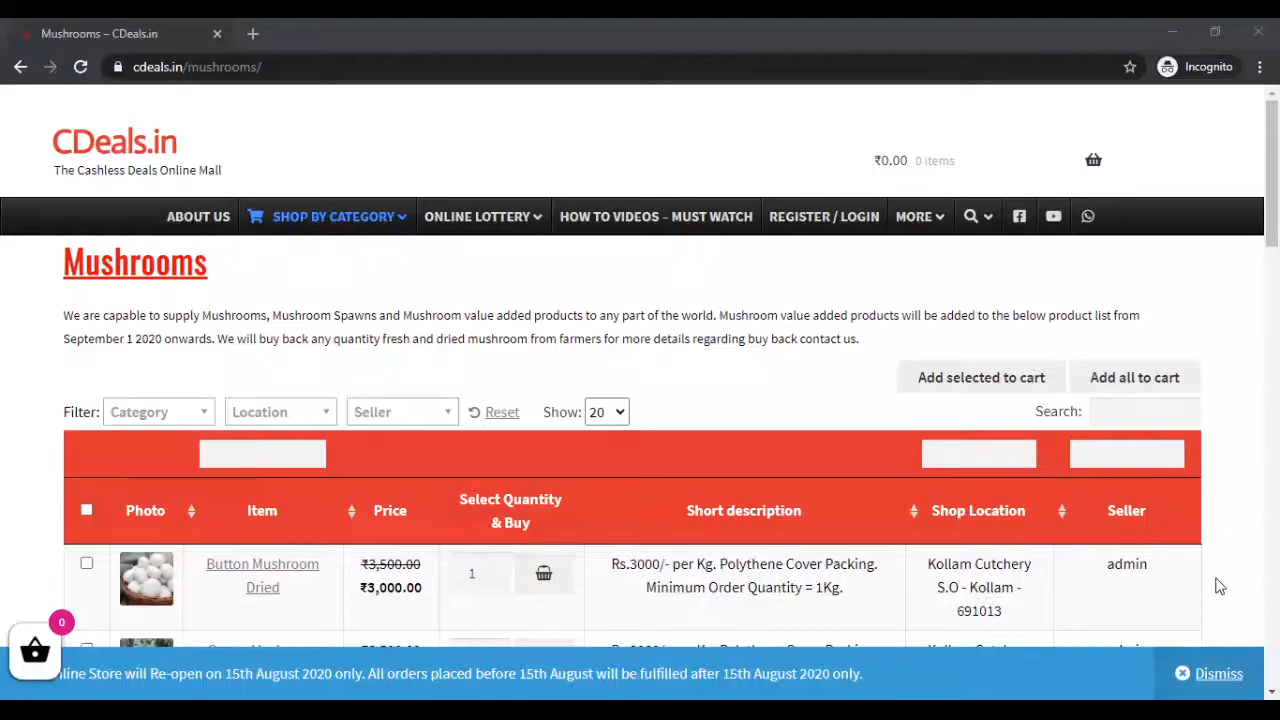 Mushrooms – CDeals.in
cdeals.in/mushrooms/
Incognito
CDeals.in
The Cashless Deals Online Mall
₹0.00 0 items
ABOUT US SHOP BY CATEGORY ONLINE LOTTERY HOW TO VIDEOS – MUST WATCH REGISTER / LOGIN MORE
Mushrooms
We are capable to supply Mushrooms, Mushroom Spawns and Mushroom value added products to any part of the world. Mushroom value added products will be added to the below product list from
September 1 2020 onwards. We will buy back any quantity fresh and dried mushroom from farmers for more details regarding buy back contact us.
Add selected to cart Add all to cart
Filter: Category Location Seller Reset Show: 20 Search:
Photo Item Price Select Quantity & Buy Short description Shop Location Seller
Button Mushroom ₹3,500.00 1 Rs.3000/- per Kg. Polythene Cover Packing. Kollam Cutchery admin
Dried ₹3,000.00 Minimum Order Quantity = 1Kg. S.O - Kollam -
691013
0
Store will Re-open on 15th August 2020 only. All orders placed before 15th August will be fulfilled after 15th August 2020 only. Dismiss